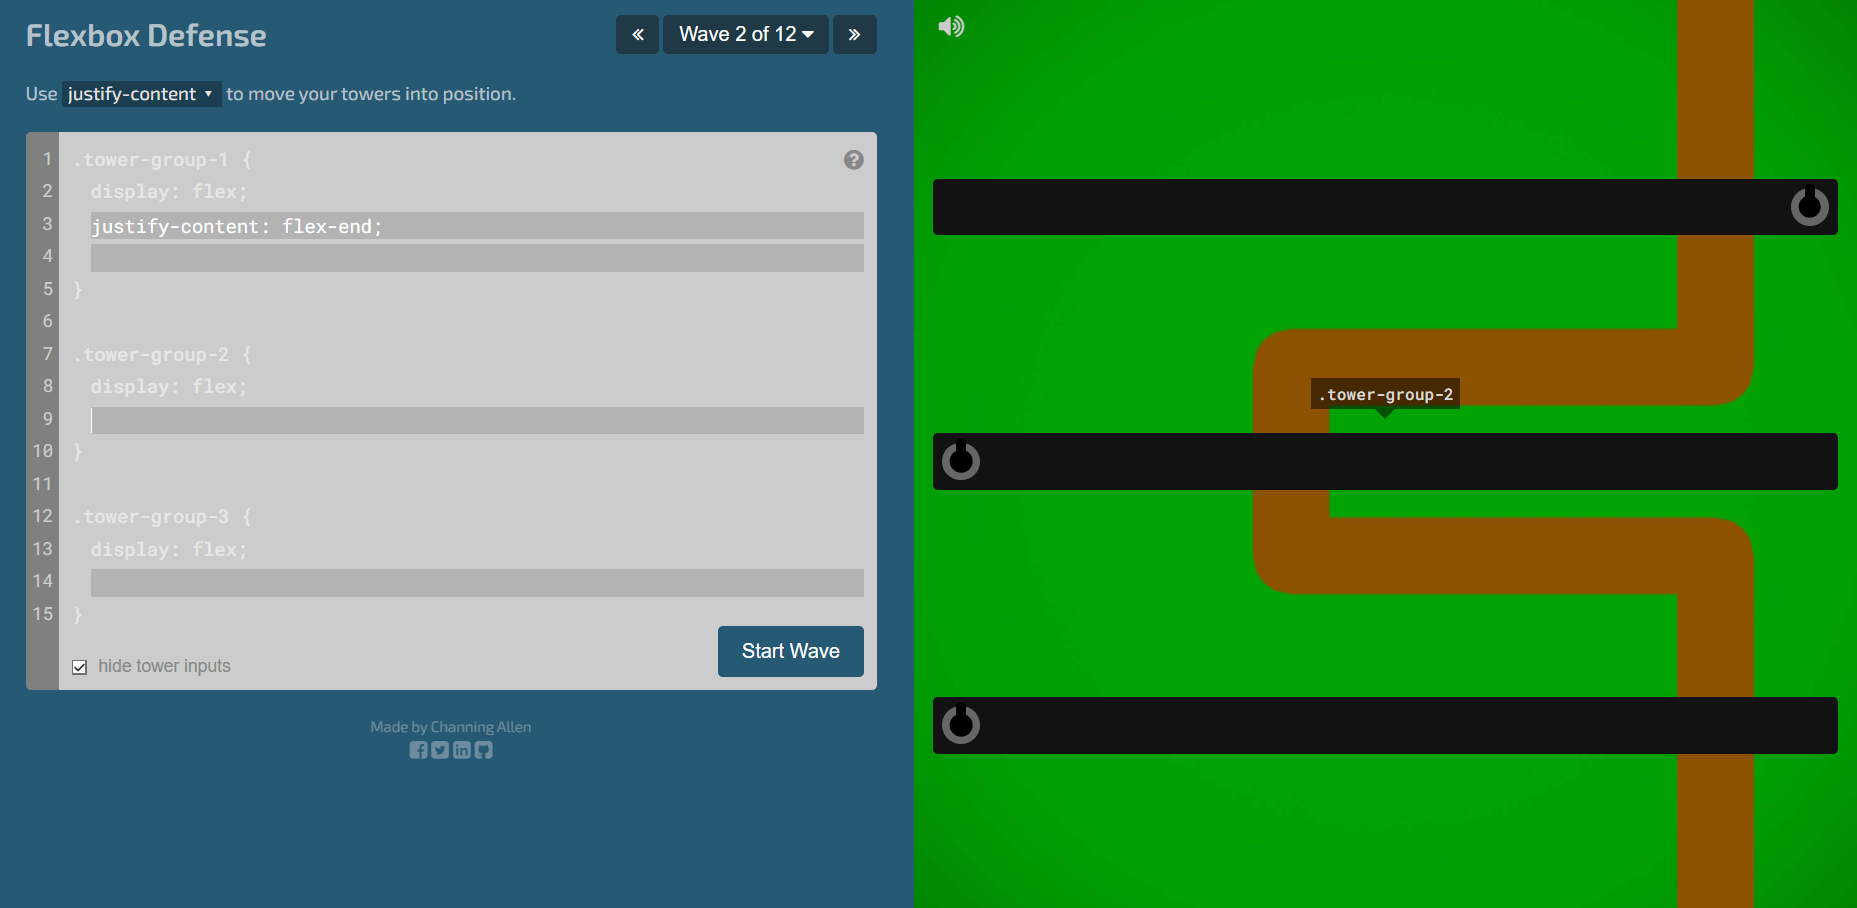 Flexbox Defense
« Wave 2 of 12 »
Use justify-content to move your towers into position.
1 .tower-group-1 {
2 display: flex;
3 justify-content: flex-end;
4
5 }
6
7 .tower-group-2 {
8 display: flex;
9
10 }
11
12 .tower-group-3 {
13 display: flex;
14
15 }
hide tower inputs
Start Wave
Made by Channing Allen
.tower-group-2